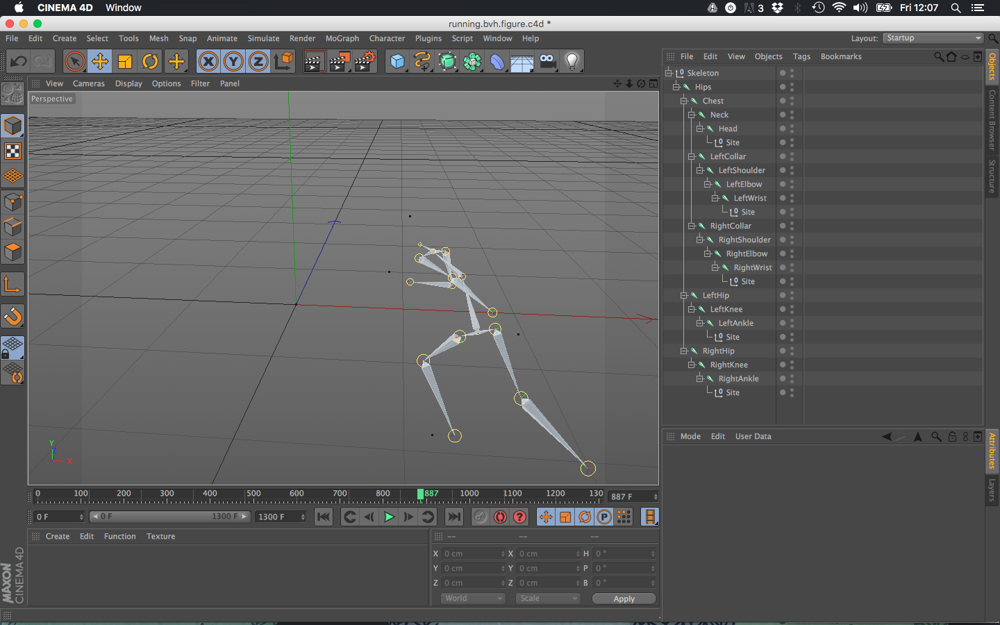 CINEMA 4D Window 3 Fri 12:07
running.bvh.figure.c4d *
File Edit Create Select Tools Mesh Snap Animate Simulate Render MoGraph Character Plugins Script Window Help Layout: Startup
X Y Z
File Edit View Objects Tags Bookmarks
View Cameras Display Options Filter Panel
Perspective
Skeleton
Hips
Chest
Neck
Head
Site
LeftCollar
LeftShoulder
LeftElbow
LeftWrist
Site
RightCollar
RightShoulder
RightElbow
RightWrist
Site
LeftHip
LeftKnee
LeftAnkle
Site
RightHip
RightKnee
RightAnkle
Site
Objects
Content Browser
Structure
Mode Edit User Data
Attributes
Layers
Y
Z
X
0 100 200 300 400 500 600 700 800 887 1000 1100 1200 130 887 F
0 F 0 F 1300 F 1300 F P
Create Edit Function Texture
-- -- --
X 0 cm X 0 cm H 0 °
Y 0 cm Y 0 cm P 0 °
Z 0 cm Z 0 cm B 0 °
World Scale Apply
MAXON
CINEMA 4D